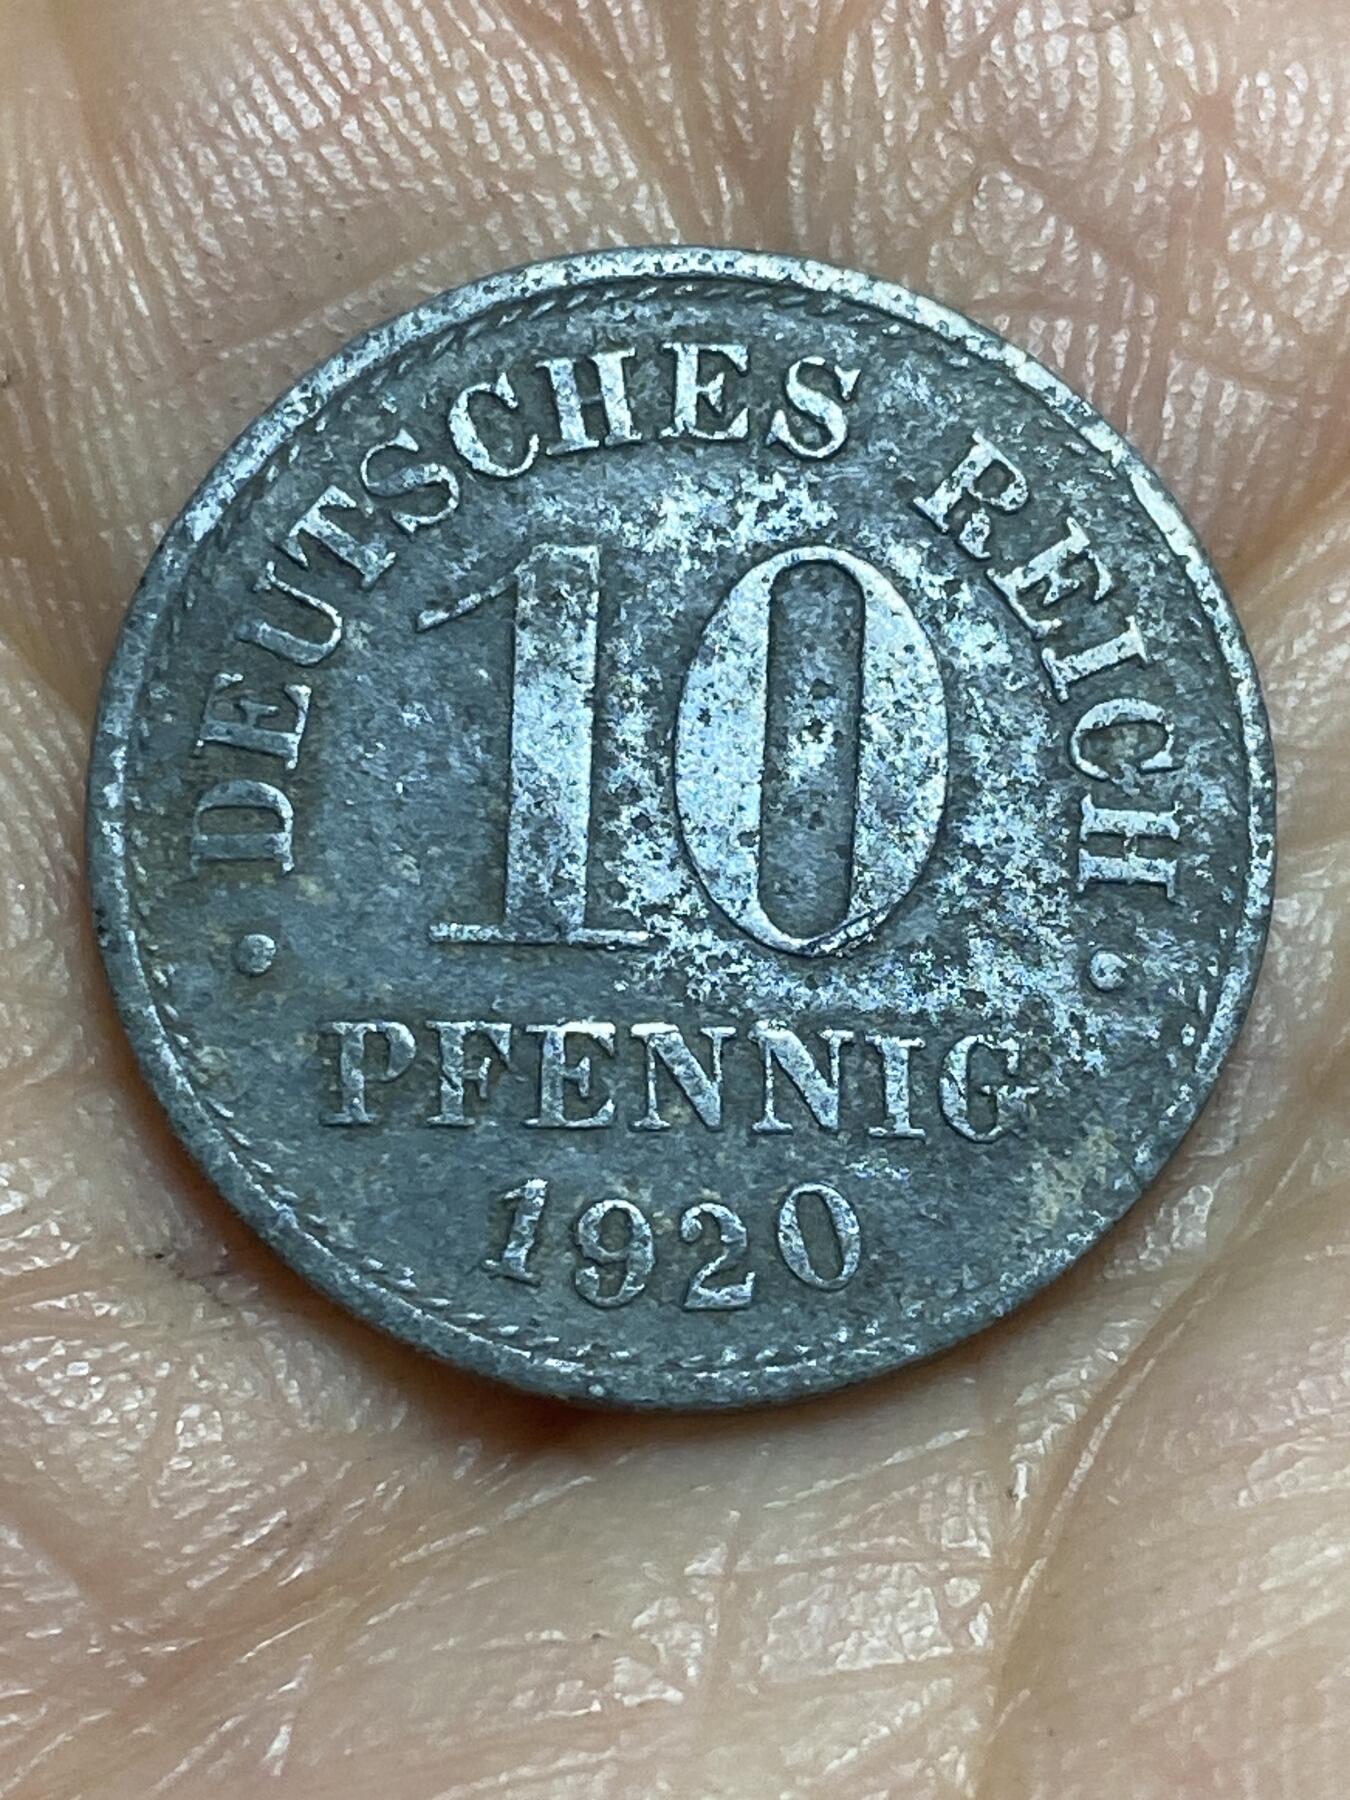 DEUTSCHES REICH
10
PFENNIG
1920